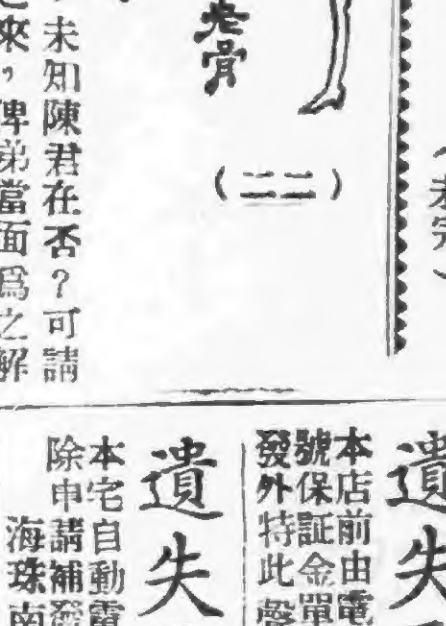 （未完）
老骨
（二二）
未知陳君在否？可請
來，俾弟當面爲之解
遺失
本店前由電
號保証金單
發外特此聲
遺失
本宅自動電
除申請補發
海珠南